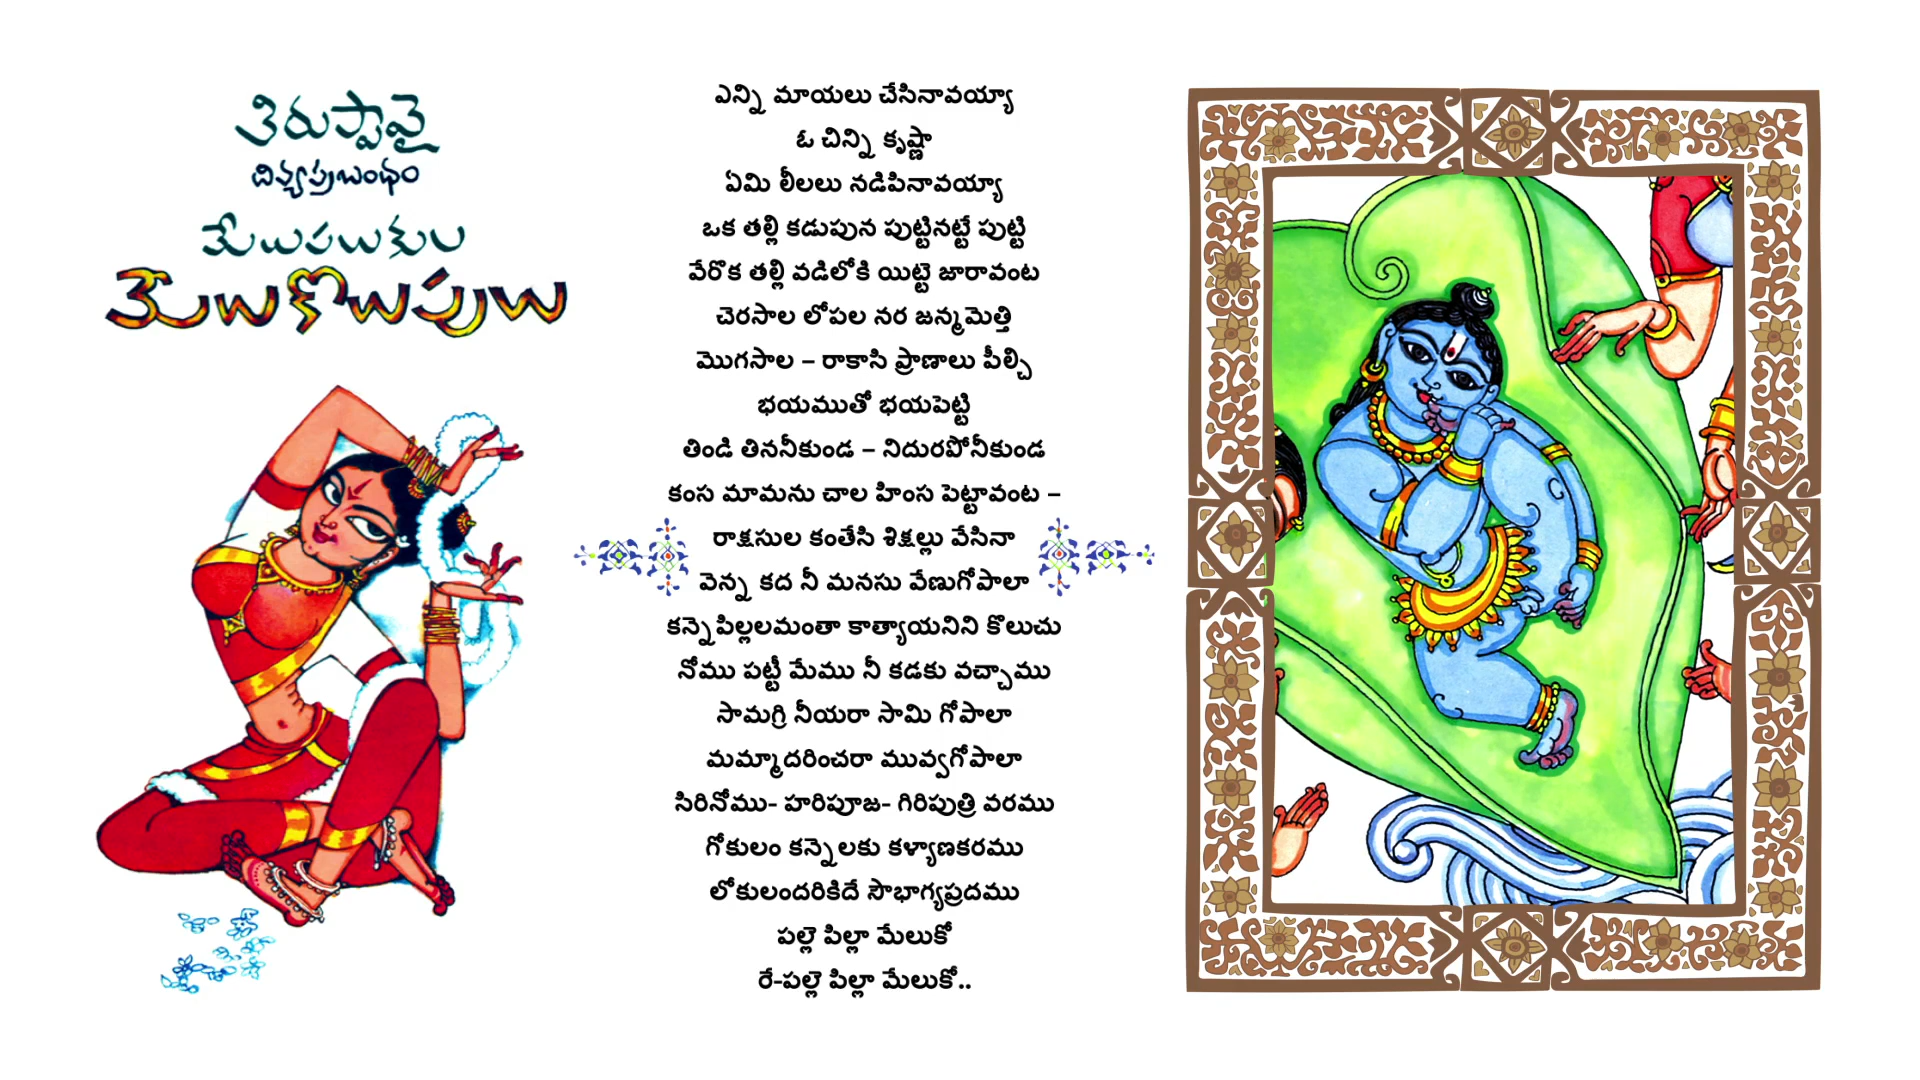 తిరుప్పావై
దివ్యప్రబంధం
మేలుపలుకుల
మేలుకొలుపులు
ఎన్ని మాయలు చేసినావయ్యా
ఓ చిన్ని కృష్ణా
ఏమి లీలలు నడిపినావయ్యా
ఒక తల్లి కడుపున పుట్టినట్టే పుట్టి
వేరొక తల్లి వడిలోకి యిట్టె జారావంట
చెరసాల లోపల నర జన్మమెత్తి
మొగసాల – రాకాసి ప్రాణాలు పీల్చి
భయముతో భయపెట్టి
తిండి తిననీకుండ – నిదురపోనీకుండ
కంస మామను చాల హింస పెట్టావంట –
రాక్షసుల కంతేసి శిక్షల్లు వేసినా
వెన్న కద నీ మనసు వేణుగోపాలా
కన్నెపిల్లలమంతా కాత్యాయనిని కొలుచు
నోము పట్టీ మేము నీ కడకు వచ్చాము
సామగ్రి నీయరా సామి గోపాలా
మమ్మాదరించరా మువ్వగోపాలా
సిరినోము- హరిపూజ- గిరిపుత్రి వరము
గోకులం కన్నెలకు కళ్యాణకరము
లోకులందరికిదే సౌభాగ్యప్రదము
పల్లె పిల్లా మేలుకో
రే-పల్లె పిల్లా మేలుకో..